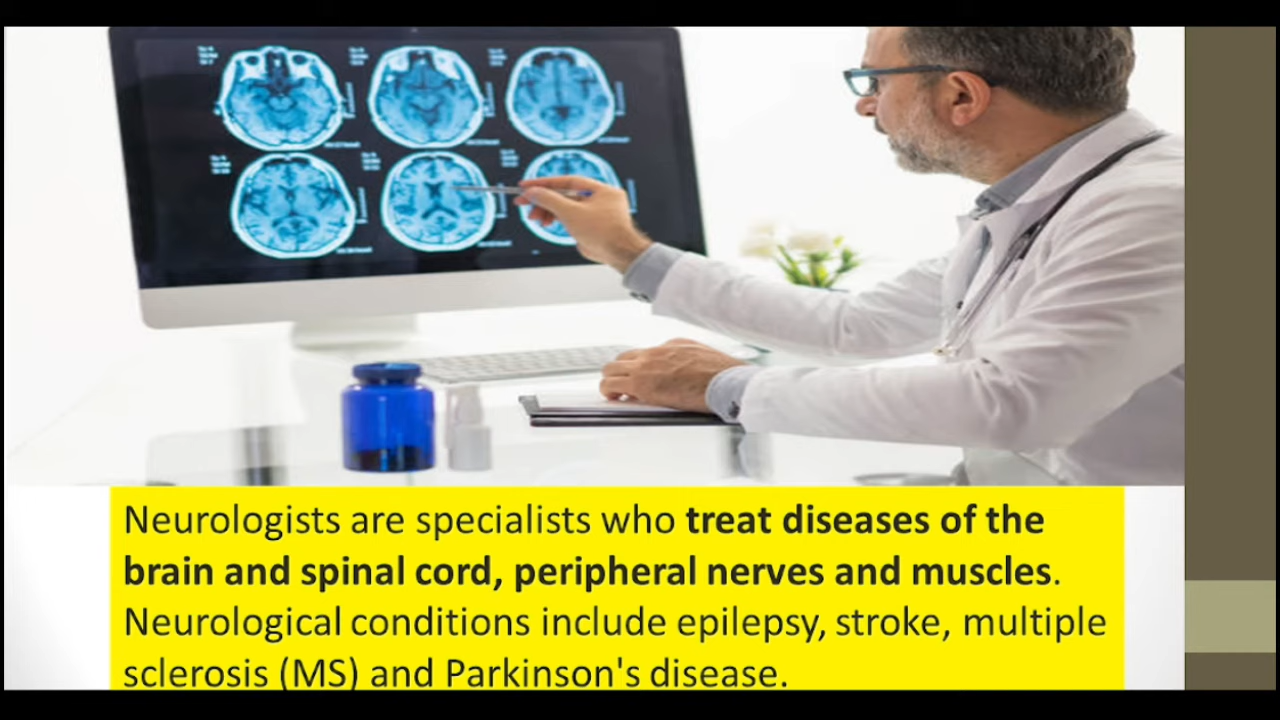 Neurologists are specialists who treat diseases of the
brain and spinal cord, peripheral nerves and muscles.
Neurological conditions include epilepsy, stroke, multiple
sclerosis (MS) and Parkinson's disease.